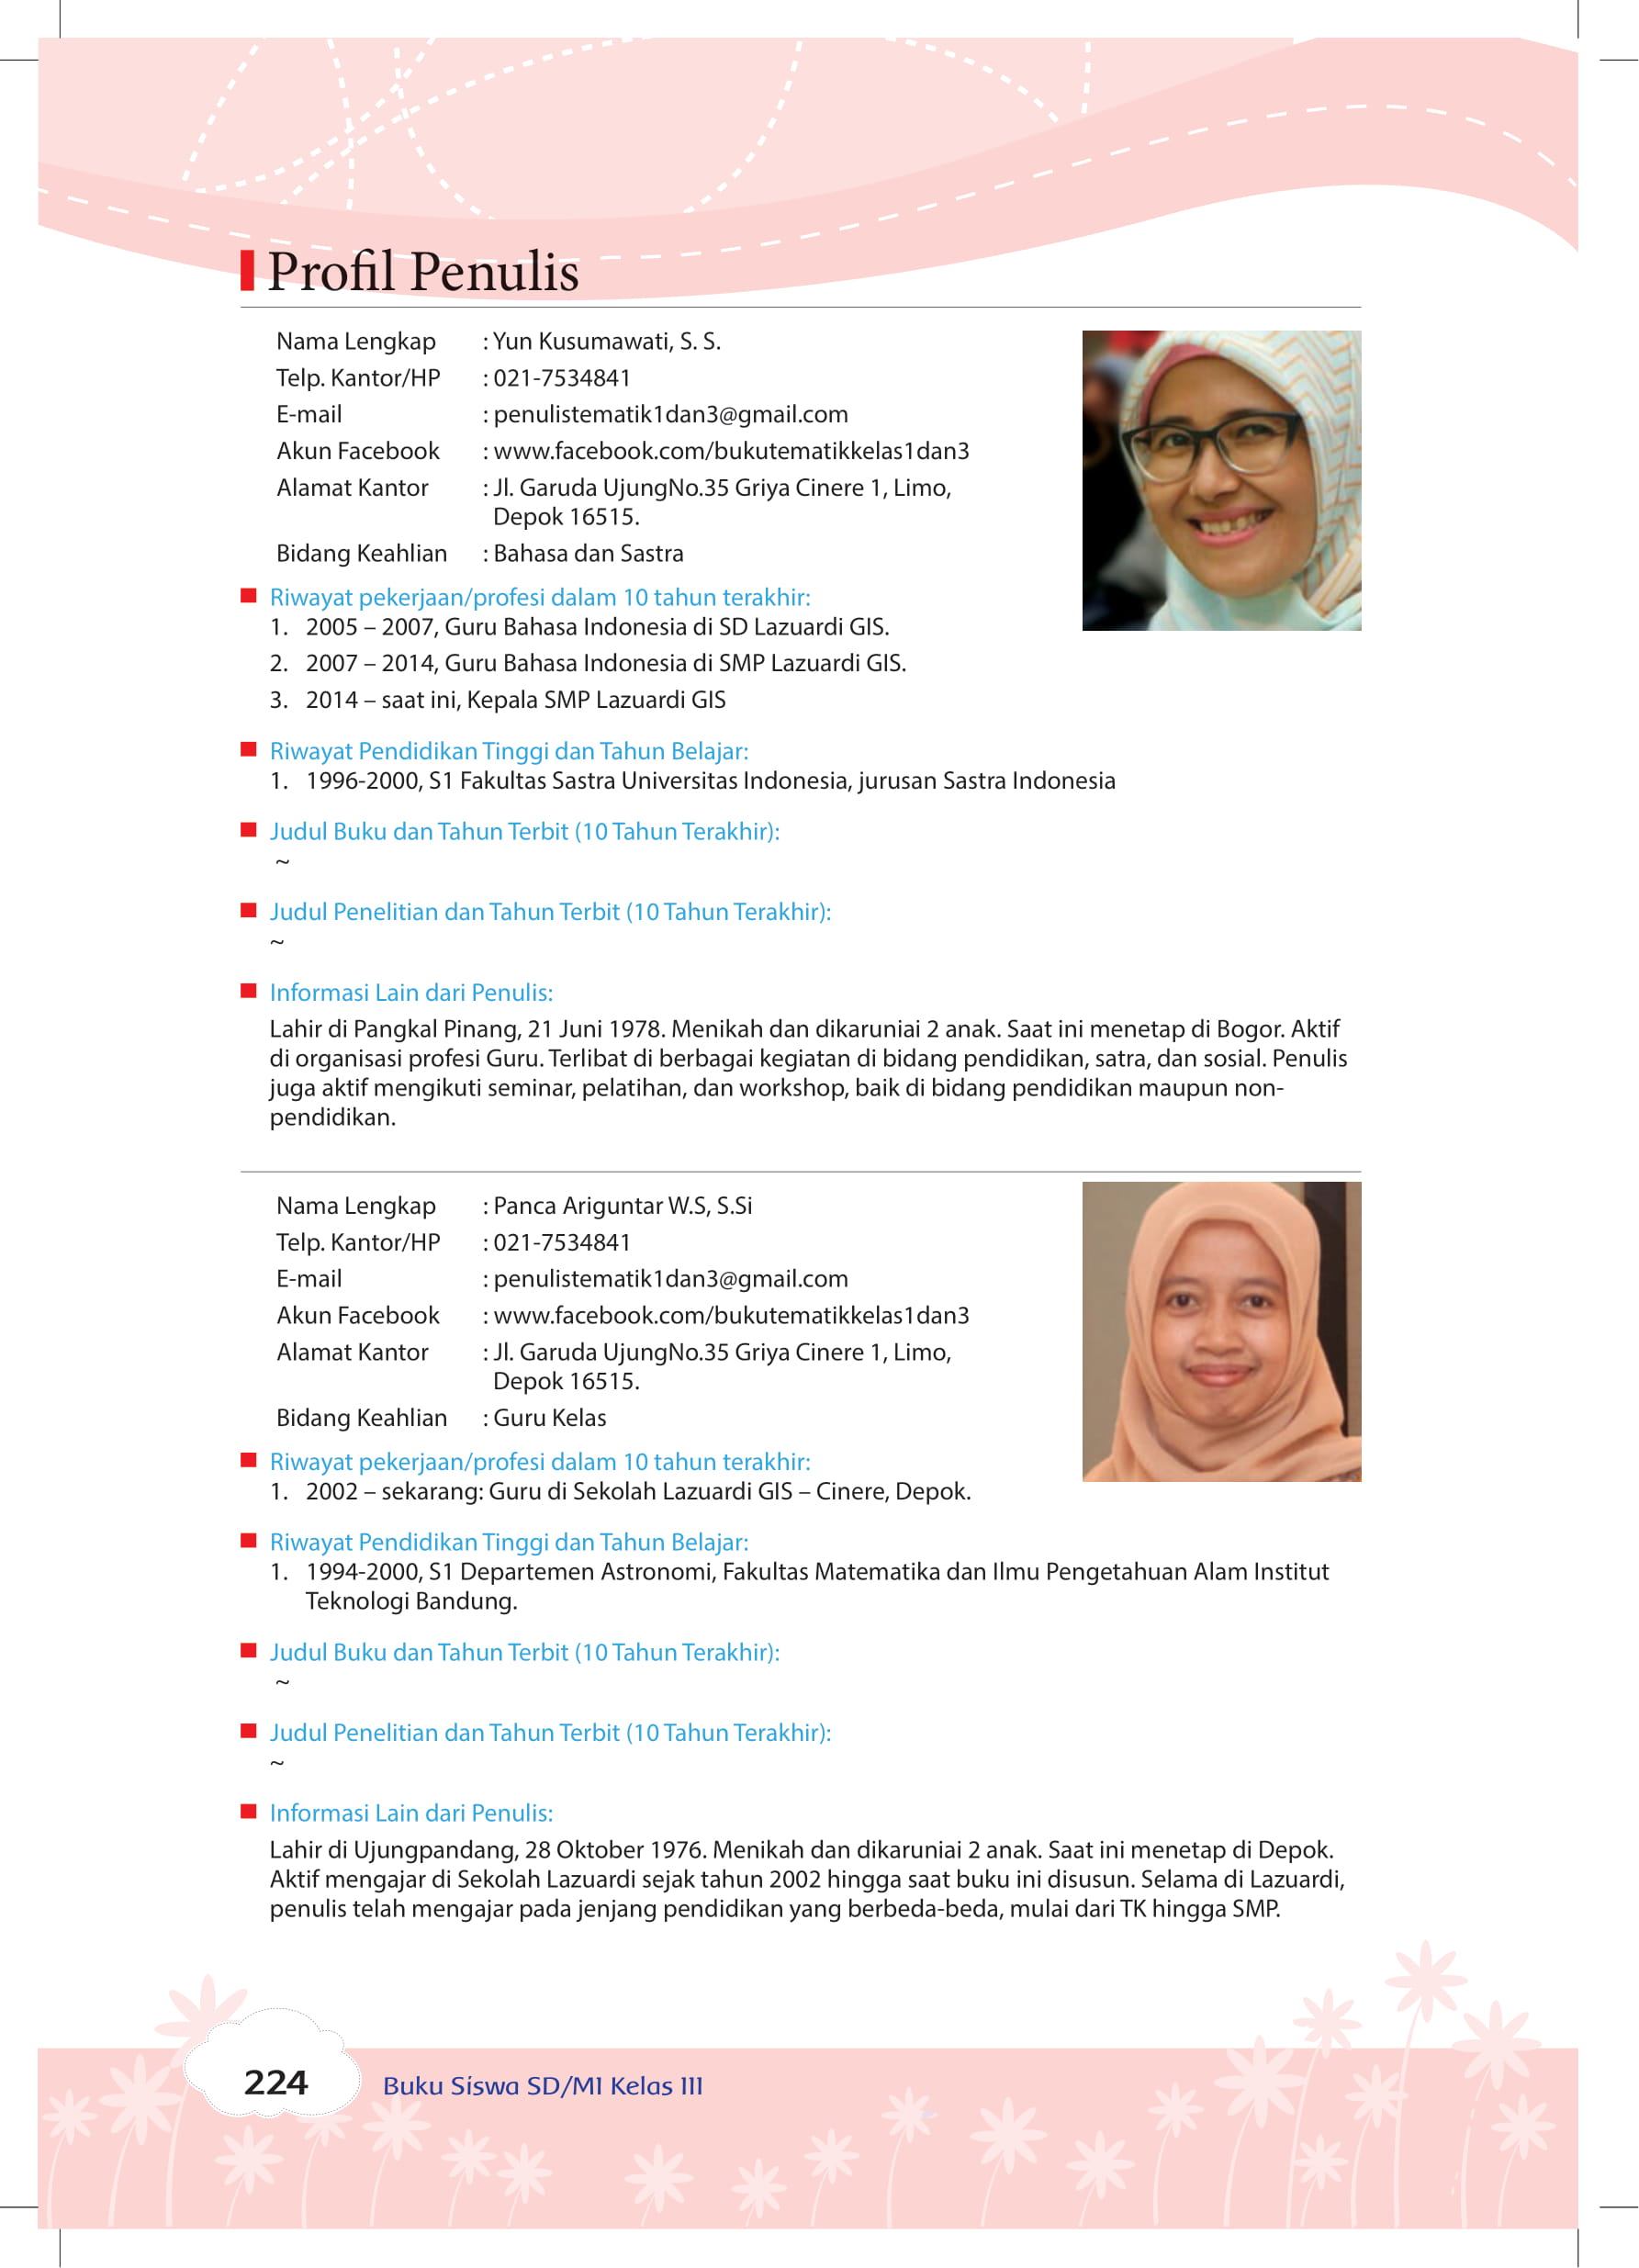 Profil Penulis
Nama Lengkap : Yun Kusumawati, S. S.
Telp. Kantor/HP : 021-7534841
E-mail : penulistematik1dan3@gmail.com
Akun Facebook : www.facebook.com/bukutematikkelas1dan3
Alamat Kantor : Jl. Garuda UjungNo.35 Griya Cinere 1, Limo,
Depok 16515.
Bidang Keahlian : Bahasa dan Sastra
Riwayat pekerjaan/profesi dalam 10 tahun terakhir:
1. 2005 – 2007, Guru Bahasa Indonesia di SD Lazuardi GIS.
2. 2007 – 2014, Guru Bahasa Indonesia di SMP Lazuardi GIS.
3. 2014 – saat ini, Kepala SMP Lazuardi GIS
Riwayat Pendidikan Tinggi dan Tahun Belajar:
1. 1996-2000, S1 Fakultas Sastra Universitas Indonesia, jurusan Sastra Indonesia
Judul Buku dan Tahun Terbit (10 Tahun Terakhir):
~
Judul Penelitian dan Tahun Terbit (10 Tahun Terakhir):
~
Informasi Lain dari Penulis:
Lahir di Pangkal Pinang, 21 Juni 1978. Menikah dan dikaruniai 2 anak. Saat ini menetap di Bogor. Aktif
di organisasi profesi Guru. Terlibat di berbagai kegiatan di bidang pendidikan, satra, dan sosial. Penulis
juga aktif mengikuti seminar, pelatihan, dan workshop, baik di bidang pendidikan maupun non-
pendidikan.
Nama Lengkap : Panca Ariguntar W.S, S.Si
Telp. Kantor/HP : 021-7534841
E-mail : penulistematik1dan3@gmail.com
Akun Facebook : www.facebook.com/bukutematikkelas1dan3
Alamat Kantor : Jl. Garuda UjungNo.35 Griya Cinere 1, Limo,
Depok 16515.
Bidang Keahlian : Guru Kelas
Riwayat pekerjaan/profesi dalam 10 tahun terakhir:
1. 2002 – sekarang: Guru di Sekolah Lazuardi GIS – Cinere, Depok.
Riwayat Pendidikan Tinggi dan Tahun Belajar:
1. 1994-2000, S1 Departemen Astronomi, Fakultas Matematika dan Ilmu Pengetahuan Alam Institut
Teknologi Bandung.
Judul Buku dan Tahun Terbit (10 Tahun Terakhir):
~
Judul Penelitian dan Tahun Terbit (10 Tahun Terakhir):
~
Informasi Lain dari Penulis:
Lahir di Ujungpandang, 28 Oktober 1976. Menikah dan dikaruniai 2 anak. Saat ini menetap di Depok.
Aktif mengajar di Sekolah Lazuardi sejak tahun 2002 hingga saat buku ini disusun. Selama di Lazuardi,
penulis telah mengajar pada jenjang pendidikan yang berbeda-beda, mulai dari TK hingga SMP.
224 Buku Siswa SD/MI Kelas III